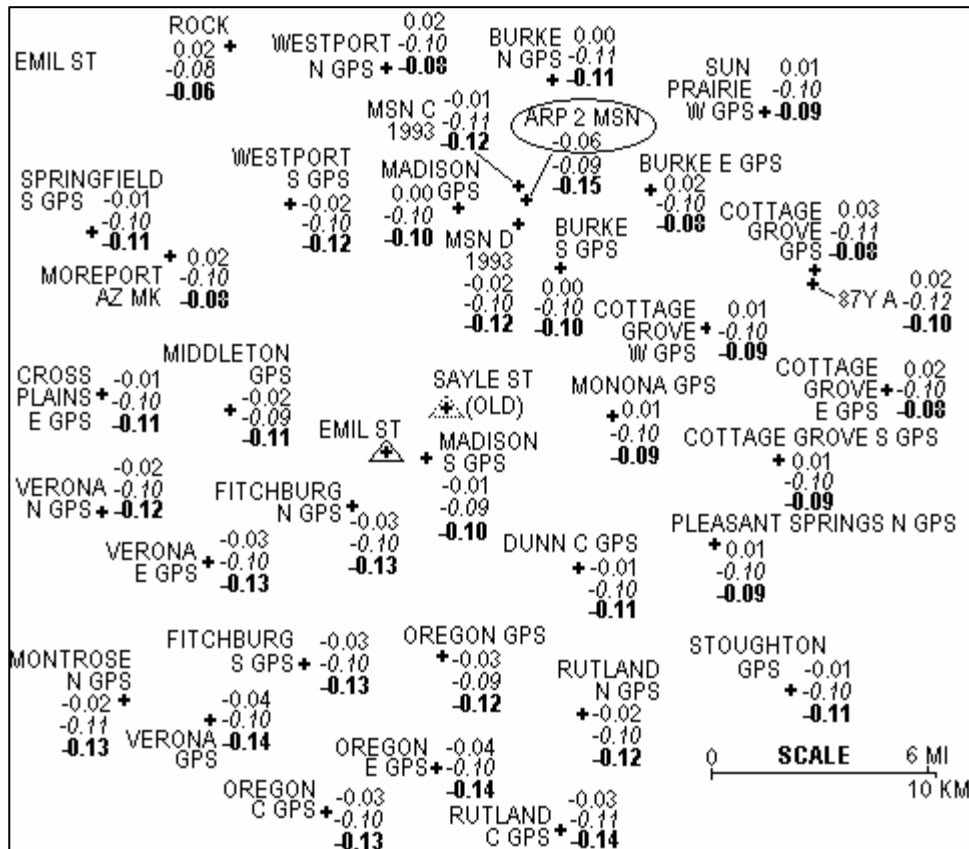 EMIL ST
ROCK
0.02
-0.08
-0.06
WESTPORT
N GPS
0.02
-0.10
-0.08
BURKE
N GPS
0.00
-0.11
-0.11
SUN
PRAIRIE
W GPS
0.01
-0.10
-0.09
MSN C
1993
-0.01
-0.11
-0.12
ARP 2 MSN
-0.06
-0.09
-0.15
SPRINGFIELD
S GPS
-0.01
-0.10
-0.11
WESTPORT
S GPS
-0.02
-0.10
-0.12
MADISON
GPS
0.00
-0.10
-0.10
BURKE E GPS
0.02
-0.10
-0.08
COTTAGE
GROVE
GPS
0.03
-0.11
-0.08
MOREPORT
AZ MK
0.02
-0.10
-0.08
MSN D
1993
-0.02
-0.10
-0.12
BURKE
S GPS
0.00
-0.10
-0.10
87Y A
0.02
-0.12
-0.10
COTTAGE
GROVE
W GPS
0.01
-0.10
-0.09
CROSS
PLAINS
E GPS
-0.01
-0.10
-0.11
MIDDLETON
GPS
-0.02
-0.09
-0.11
SAYLE ST
(OLD)
MONONA GPS
0.01
-0.10
-0.09
COTTAGE
GROVE
E GPS
0.02
-0.10
-0.08
EMIL ST
MADISON
S GPS
-0.01
-0.09
-0.10
COTTAGE GROVE S GPS
0.01
-0.10
-0.09
VERONA
N GPS
-0.02
-0.10
-0.12
FITCHBURG
N GPS
-0.03
-0.10
-0.13
VERONA
E GPS
-0.03
-0.10
-0.13
DUNN C GPS
-0.01
-0.10
-0.11
PLEASANT SPRINGS N GPS
0.01
-0.10
-0.09
MONTROSE
N GPS
-0.02
-0.11
-0.13
FITCHBURG
S GPS
-0.03
-0.10
-0.13
OREGON GPS
-0.03
-0.09
-0.12
RUTLAND
N GPS
-0.02
-0.10
-0.12
STOUGHTON
GPS
-0.01
-0.10
-0.11
VERONA
GPS
-0.04
-0.10
-0.14
OREGON
E GPS
-0.04
-0.10
-0.14
OREGON
C GPS
-0.03
-0.10
-0.13
RUTLAND
C GPS
-0.03
-0.11
-0.14
0 SCALE 6 MI
10 KM